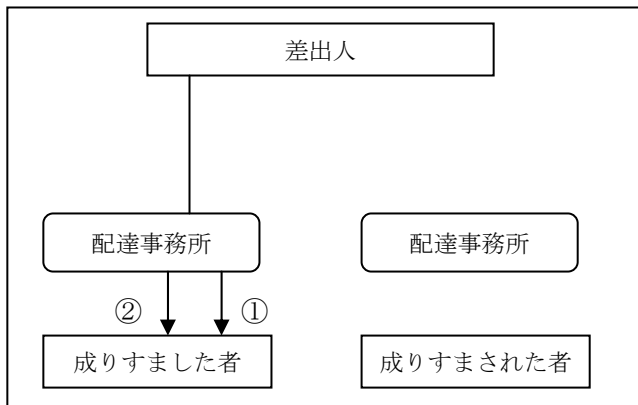 差出人
配達事務所
配達事務所
②
①
成りすました者
成りすまされた者